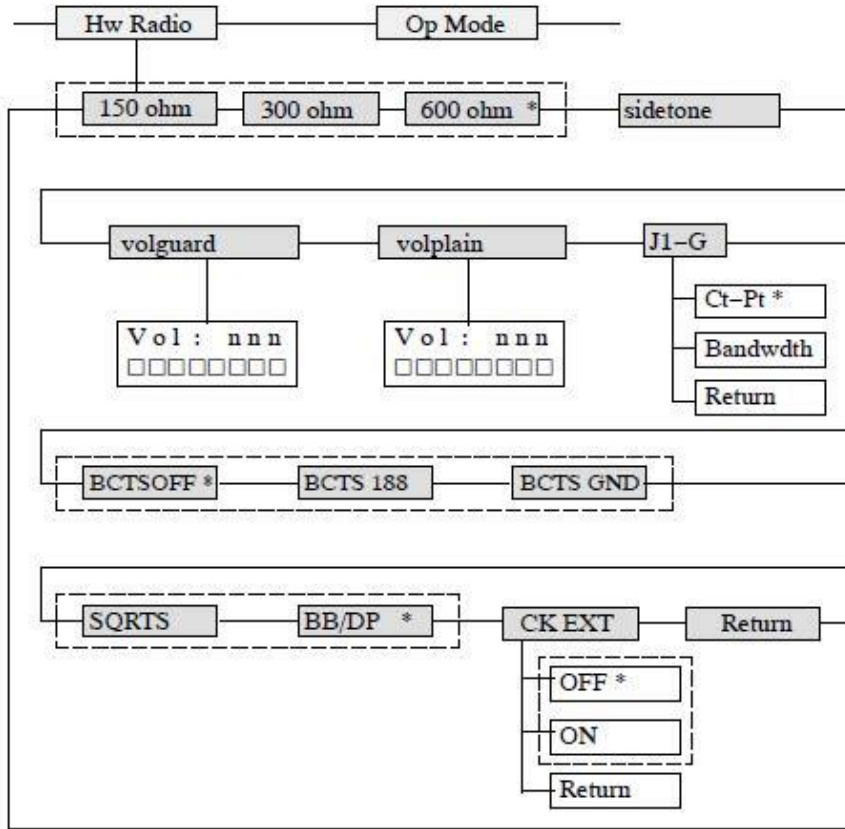 Hw Radio
Op Mode
150 ohm
300 ohm
600 ohm *
sidetone
volguard
volplain
J1-G
Vol: nnn
Vol: nnn
Ct-Pt *
Bandwdth
Return
BCTSOFF *
BCTS 188
BCTS GND
SQRTS
BB/DP *
CK EXT
Return
OFF *
ON
Return